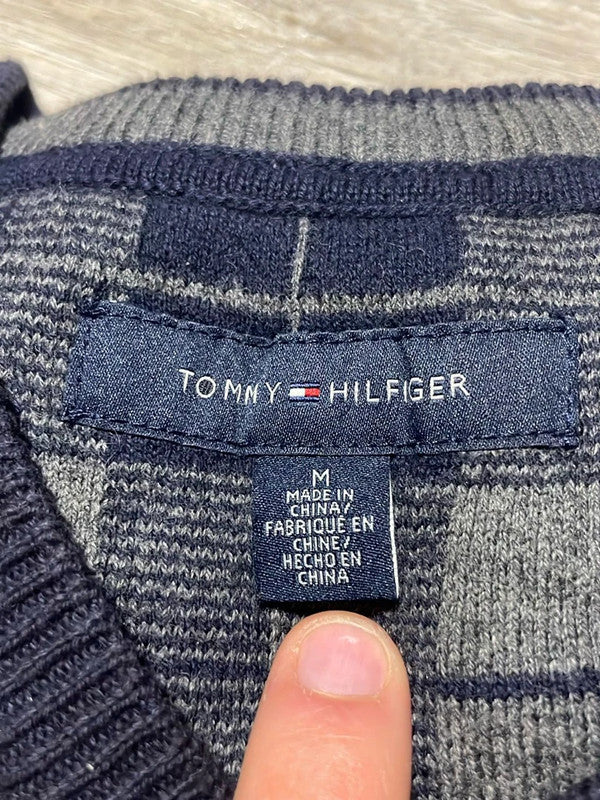 TOMMY HILFIGER
M
MADE IN
CHINA/
FABRIQUÉ EN
CHINE/
HECHO EN
CHINA